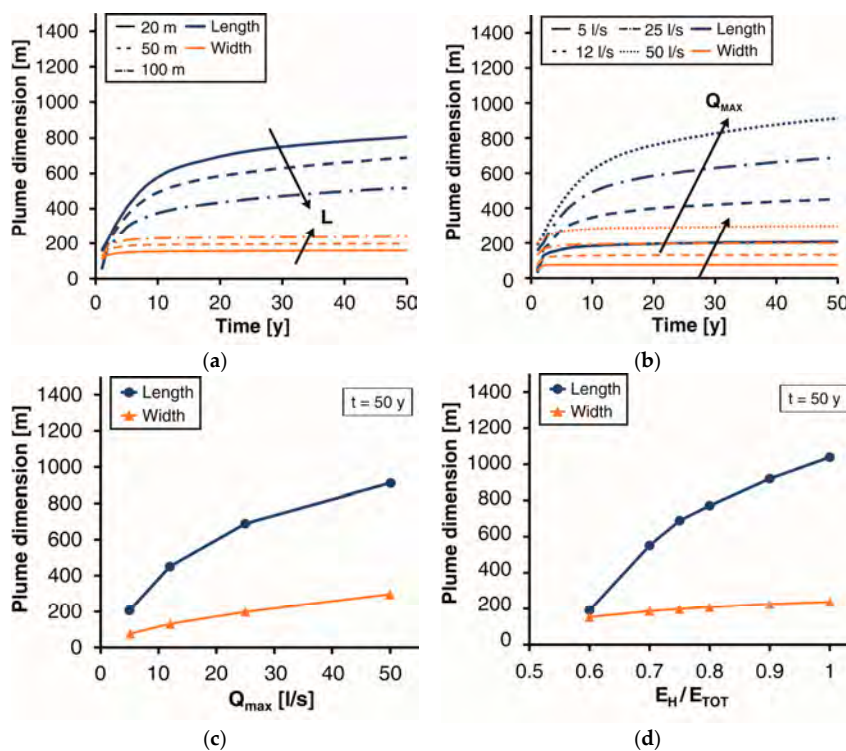 20 m Length
50 m Width
100 m
Plume dimension [m]
1400
1200
1000
800
600
400
200
0
L
0 10 20 30 40 50
Time [y]
(a)
5 l/s 25 l/s Length
12 l/s 50 l/s Width
Plume dimension [m]
1400
1200
1000
800
600
400
200
0
QMAX
0 10 20 30 40 50
Time [y]
(b)
Length
Width
t = 50 y
Plume dimension [m]
1400
1200
1000
800
600
400
200
0
0 10 20 30 40 50
Qmax [l/s]
(c)
Length
Width
t = 50 y
Plume dimension [m]
1400
1200
1000
800
600
400
200
0
0.5 0.6 0.7 0.8 0.9 1
EH/ETOT
(d)